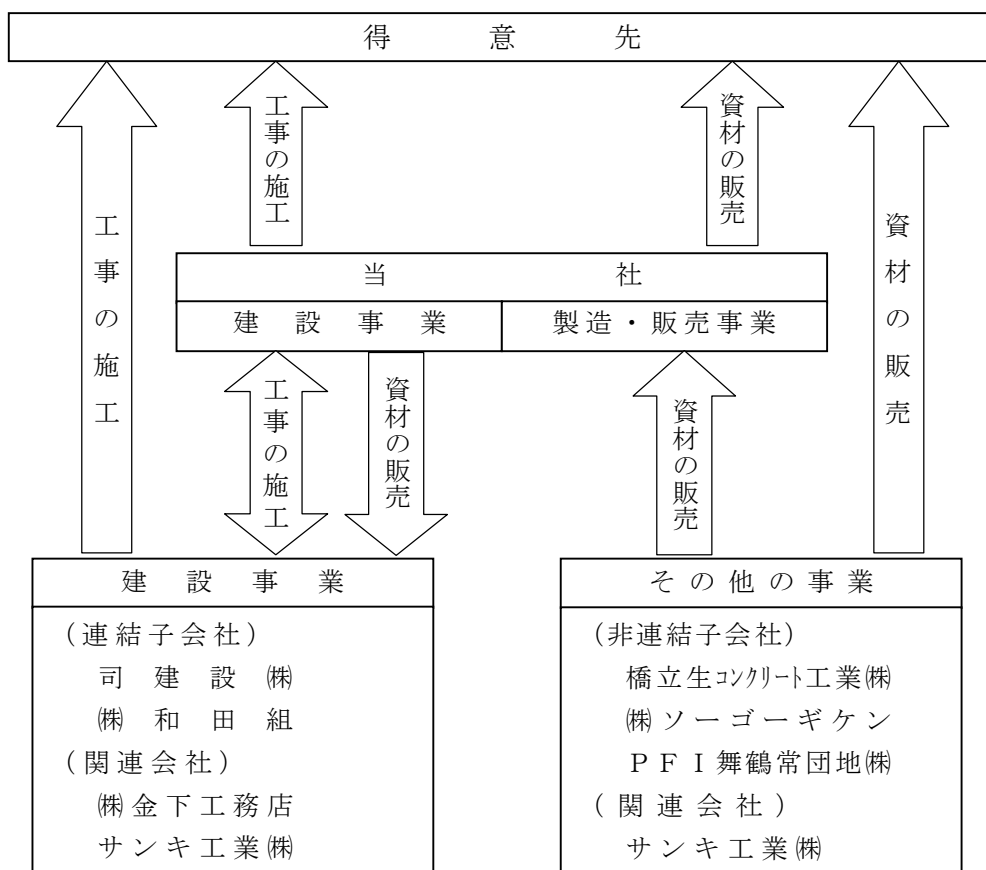 得意先
工事の施工
工事の施工
資材の販売
資材の販売
当社
建設事業
製造・販売事業
工事の施工
資材の販売
資材の販売
建設事業
(連結子会社)
司建設㈱
㈱和田組
(関連会社)
㈱金下工務店
サンキ工業㈱
その他の事業
(非連結子会社)
橋立生コンクリート工業㈱
㈱ソーゴーギケン
PFI舞鶴常団地㈱
(関連会社)
サンキ工業㈱